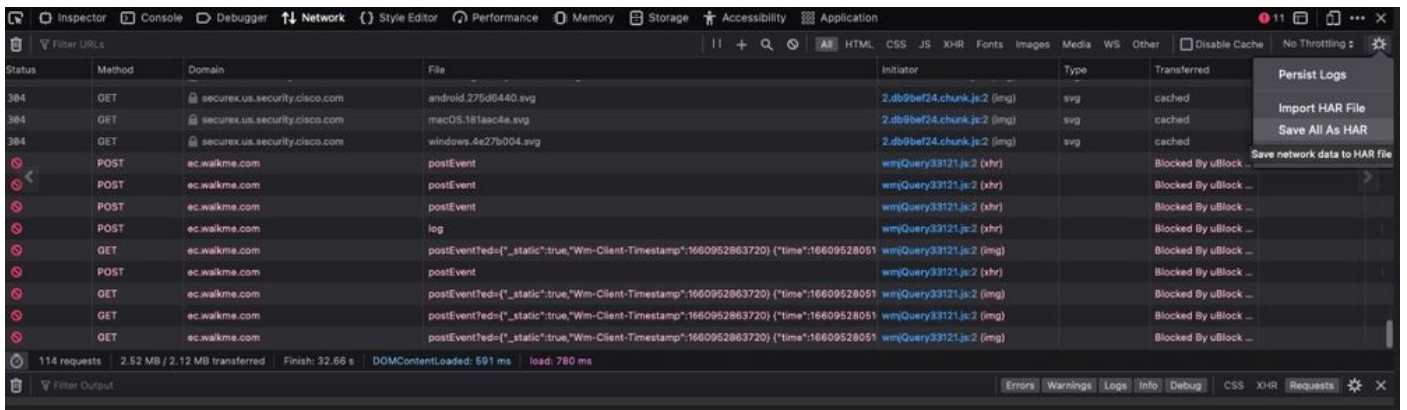 Inspector Console Debugger Network {} Style Editor Performance Memory Storage Accessibility Application 11 ••• ×
Filter URLs || + All HTML CSS JS XHR Fonts Images Media WS Other Disable Cache No Throttling
Status Method Domain File Initiator Type Transferred
Persist Logs
304 GET securex.us.security.cisco.com android.275d6440.svg 2.db9bef24.chunk.js:2 (img) svg cached
Import HAR File
304 GET securex.us.security.cisco.com macOS.181aac4e.svg 2.db9bef24.chunk.js:2 (img) svg cached
Save All As HAR
304 GET securex.us.security.cisco.com windows.4e27b004.svg 2.db9bef24.chunk.js:2 (img) svg cached
Save network data to HAR file
POST ec.walkme.com postEvent wmjQuery33121.js:2 (xhr) Blocked By uBlock ...
POST ec.walkme.com postEvent wmjQuery33121.js:2 (xhr) Blocked By uBlock ...
POST ec.walkme.com postEvent wmjQuery33121.js:2 (xhr) Blocked By uBlock ...
POST ec.walkme.com log wmjQuery33121.js:2 (xhr) Blocked By uBlock ...
GET ec.walkme.com postEvent?ed={"_static":true,"Wm-Client-Timestamp":1660952863720} {"time":16609528051 wmjQuery33121.js:2 (img) Blocked By uBlock ...
POST ec.walkme.com postEvent wmjQuery33121.js:2 (xhr) Blocked By uBlock ...
GET ec.walkme.com postEvent?ed={"_static":true,"Wm-Client-Timestamp":1660952863720} {"time":16609528051 wmjQuery33121.js:2 (img) Blocked By uBlock ...
GET ec.walkme.com postEvent?ed={"_static":true,"Wm-Client-Timestamp":1660952863720} {"time":16609528051 wmjQuery33121.js:2 (img) Blocked By uBlock ...
GET ec.walkme.com postEvent?ed={"_static":true,"Wm-Client-Timestamp":1660952863720} {"time":16609528051 wmjQuery33121.js:2 (img) Blocked By uBlock ...
114 requests 2.52 MB / 2.12 MB transferred Finish: 32.66 s DOMContentLoaded: 591 ms load: 780 ms
Filter Output Errors Warnings Logs Info Debug CSS XHR Requests ×